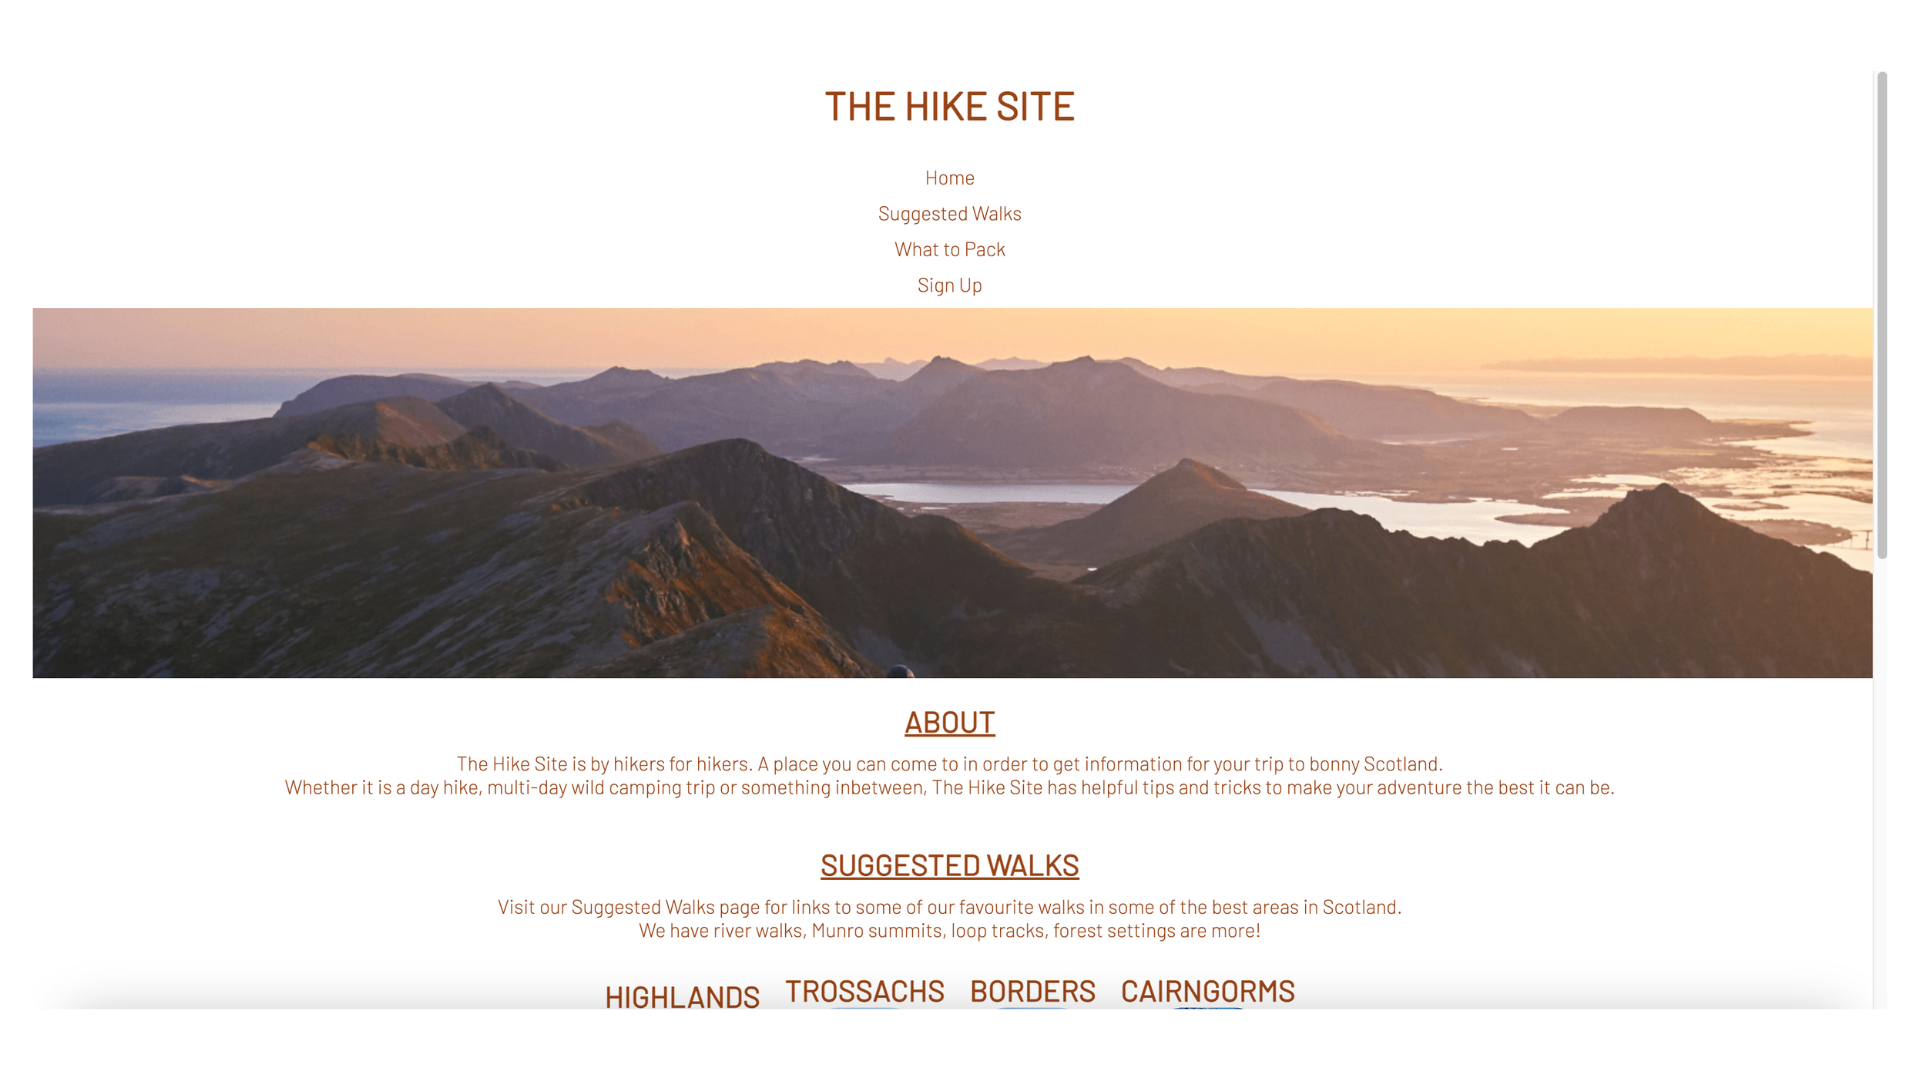 THE HIKE SITE
Home
Suggested Walks
What to Pack
Sign Up
ABOUT
The Hike Site is by hikers for hikers. A place you can come to in order to get information for your trip to bonny Scotland.
Whether it is a day hike, multi-day wild camping trip or something inbetween, The Hike Site has helpful tips and tricks to make your adventure the best it can be.
SUGGESTED WALKS
Visit our Suggested Walks page for links to some of our favourite walks in some of the best areas in Scotland.
We have river walks, Munro summits, loop tracks, forest settings are more!
HIGHLANDS TROSSACHS BORDERS CAIRNGORMS